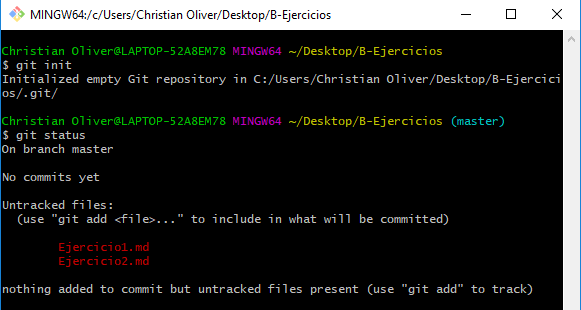 MINGW64:/c/Users/Christian Oliver/Desktop/B-Ejercicios
Christian Oliver@LAPTOP-52A8EM78 MINGW64 ~/Desktop/B-Ejercicios
$ git init
Initialized empty Git repository in C:/Users/Christian Oliver/Desktop/B-Ejercici
os/.git/
Christian Oliver@LAPTOP-52A8EM78 MINGW64 ~/Desktop/B-Ejercicios (master)
$ git status
On branch master
No commits yet
Untracked files:
  (use "git add <file>..." to include in what will be committed)
        Ejercicio1.md
        Ejercicio2.md
nothing added to commit but untracked files present (use "git add" to track)